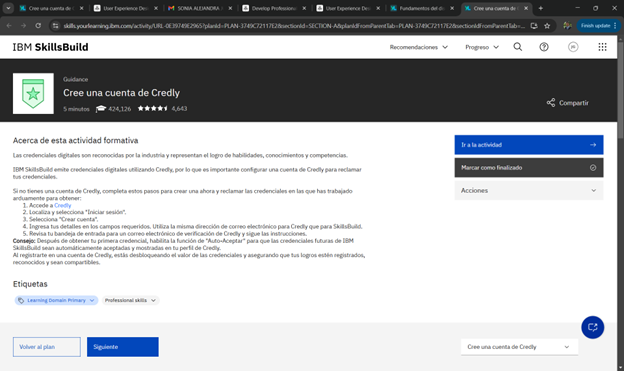 Cree una cuenta de C
User Experience Des
SONIA ALEJANDRA
Develop Professional
User Experience Des
Fundamentos del dis
Cree una cuenta de C
skills.yourlearning.ibm.com/activity/URL-0E39749E2965?planId=PLAN-3749C72117E2&sectionId=SECTION-A&planIdFromParentTab=PLAN-3749C72117E2&sectionIdFromParentTab=...
Finish update
IBM SkillsBuild
Recomendaciones
Progreso
Guidance
Cree una cuenta de Credly
5 minutos 424,126 4,643
Compartir
Acerca de esta actividad formativa
Las credenciales digitales son reconocidas por la industria y representan el logro de habilidades, conocimientos y competencias.
IBM SkillsBuild emite credenciales digitales utilizando Credly, por lo que es importante configurar una cuenta de Credly para reclamar
tus credenciales.
Si no tienes una cuenta de Credly, completa estos pasos para crear una ahora y reclamar las credenciales en las que has trabajado
arduamente para obtener:
1. Accede a Credly
2. Localiza y selecciona "Iniciar sesión".
3. Selecciona "Crear cuenta".
4. Ingresa tus detalles en los campos requeridos. Utiliza la misma dirección de correo electrónico para Credly que para SkillsBuild.
5. Revisa tu bandeja de entrada para un correo electrónico de verificación de Credly y sigue las instrucciones.
Consejo: Después de obtener tu primera credencial, habilita la función de "Auto-Aceptar" para que las credenciales futuras de IBM
SkillsBuild sean automáticamente aceptadas y mostradas en tu perfil de Credly.
Al registrarte en una cuenta de Credly, estás desbloqueando el valor de las credenciales y asegurando que tus logros estén registrados,
reconocidos y sean compartibles.
Ir a la actividad
Marcar como finalizado
Acciones
Etiquetas
Learning Domain Primary
Professional skills
Volver al plan
Siguiente
Cree una cuenta de Credly